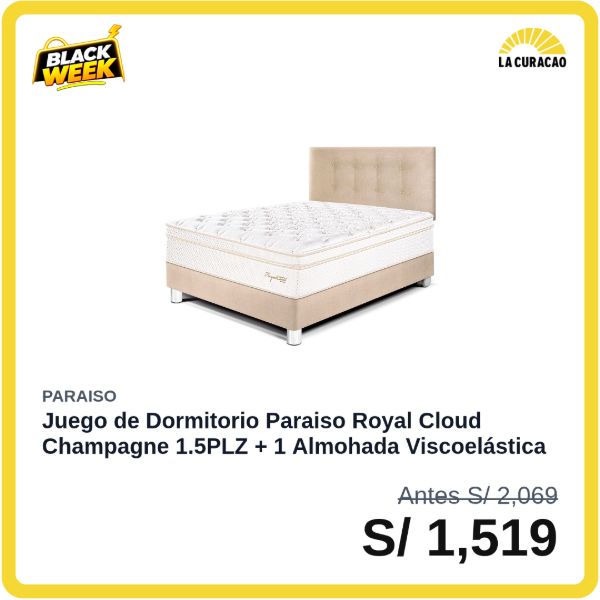 BLACK
WEEK
LA CURACAO
PARAISO
Juego de Dormitorio Paraiso Royal Cloud
Champagne 1.5PLZ + 1 Almohada Viscoelástica
Antes S/ 2,069
S/ 1,519